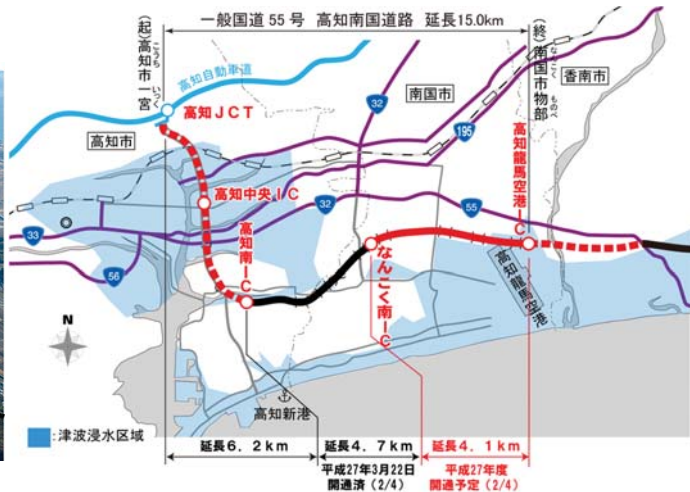 一般国道 55 号 高知南国道路 延長15.0km
(起)高知市一宮
こうち
いっく
(終)南国市物部
なんこく
ものべ
高知自動車道
高知JCT
高知市
南国市
香南市
32
195
高知龍馬空港IC
高知中央IC
32
55
33
56
高知南IC
なんこく南IC
高知龍馬空港
N
高知新港
:津波浸水区域
延長6.2km
延長4.7km
延長4.1km
平成27年3月22日
開通済(2/4)
平成27年度
開通予定(2/4)